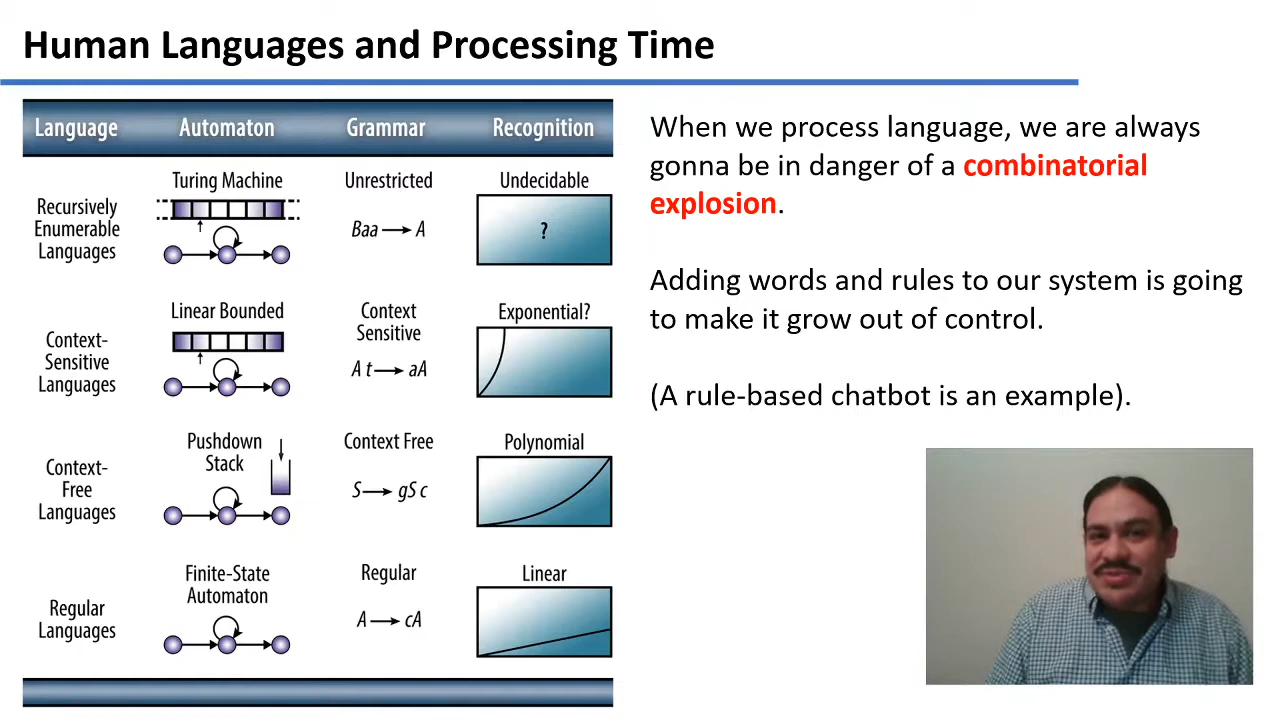 Human Languages and Processing Time
Language Automaton Grammar Recognition
Recursively
Enumerable
Languages
Turing Machine
Unrestricted
Baa → A
Undecidable
?
Context-
Sensitive
Languages
Linear Bounded
Context
Sensitive
A t → aA
Exponential?
Context-
Free
Languages
Pushdown
Stack
Context Free
S → gS c
Polynomial
Regular
Languages
Finite-State
Automaton
Regular
A → cA
Linear
When we process language, we are always
gonna be in danger of a combinatorial
explosion.
Adding words and rules to our system is going
to make it grow out of control.
(A rule-based chatbot is an example).